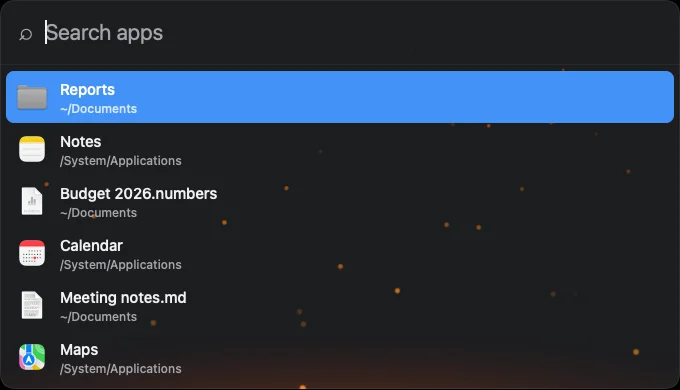 Search apps
Reports
~/Documents
Notes
/System/Applications
Budget 2026.numbers
~/Documents
Calendar
/System/Applications
Meeting notes.md
~/Documents
Maps
/System/Applications